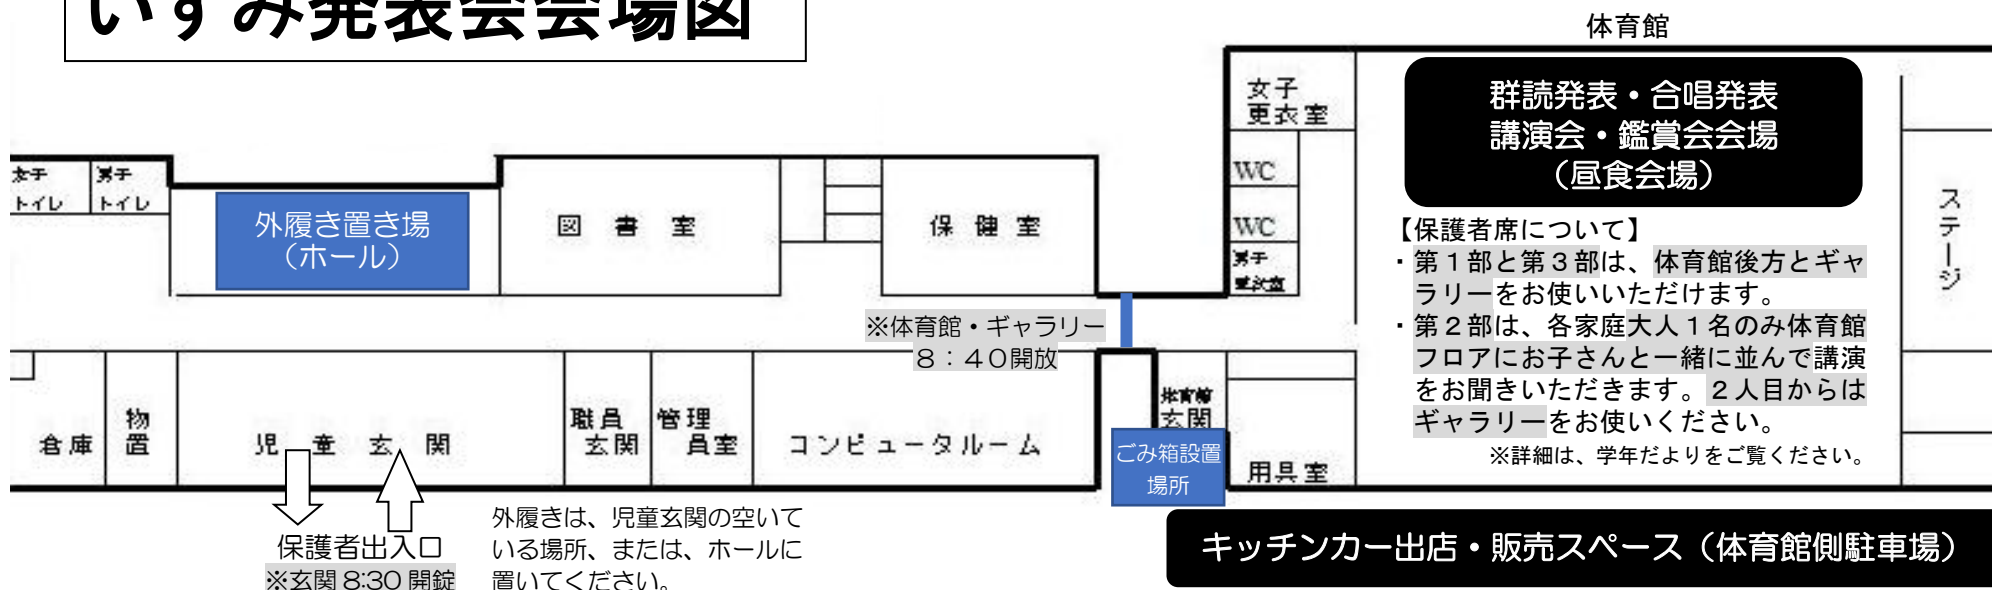 いずみ発表会会場図
体育館
女子
更衣室
群読発表・合唱発表
講演会・鑑賞会会場
（昼食会場）
女子
トイレ
男子
トイレ
外履き置き場
（ホール）
図書室
保健室
WC
WC
男子
更衣室
ステージ
【保護者席について】
・第１部と第３部は、体育館後方とギャ
ラリーをお使いいただけます。
・第２部は、各家庭大人１名のみ体育館
フロアにお子さんと一緒に並んで講演
をお聞きいただきます。２人目からは
ギャラリーをお使いください。
※詳細は、学年だよりをご覧ください。
※体育館・ギャラリー
８：４０開放
倉庫
物置
児童玄関
職員
玄関
管理
員室
コンピュータルーム
体育館
玄関
ごみ箱設置
場所
用具室
保護者出入口
※玄関 8:30 開錠
外履きは、児童玄関の空いて
いる場所、または、ホールに
置いてください。
キッチンカー出店・販売スペース（体育館側駐車場）